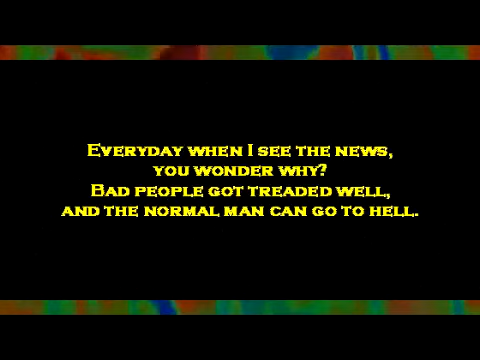 Everyday when I see the news,
you wonder why?
Bad people got treaded well,
and the normal man can go to hell.